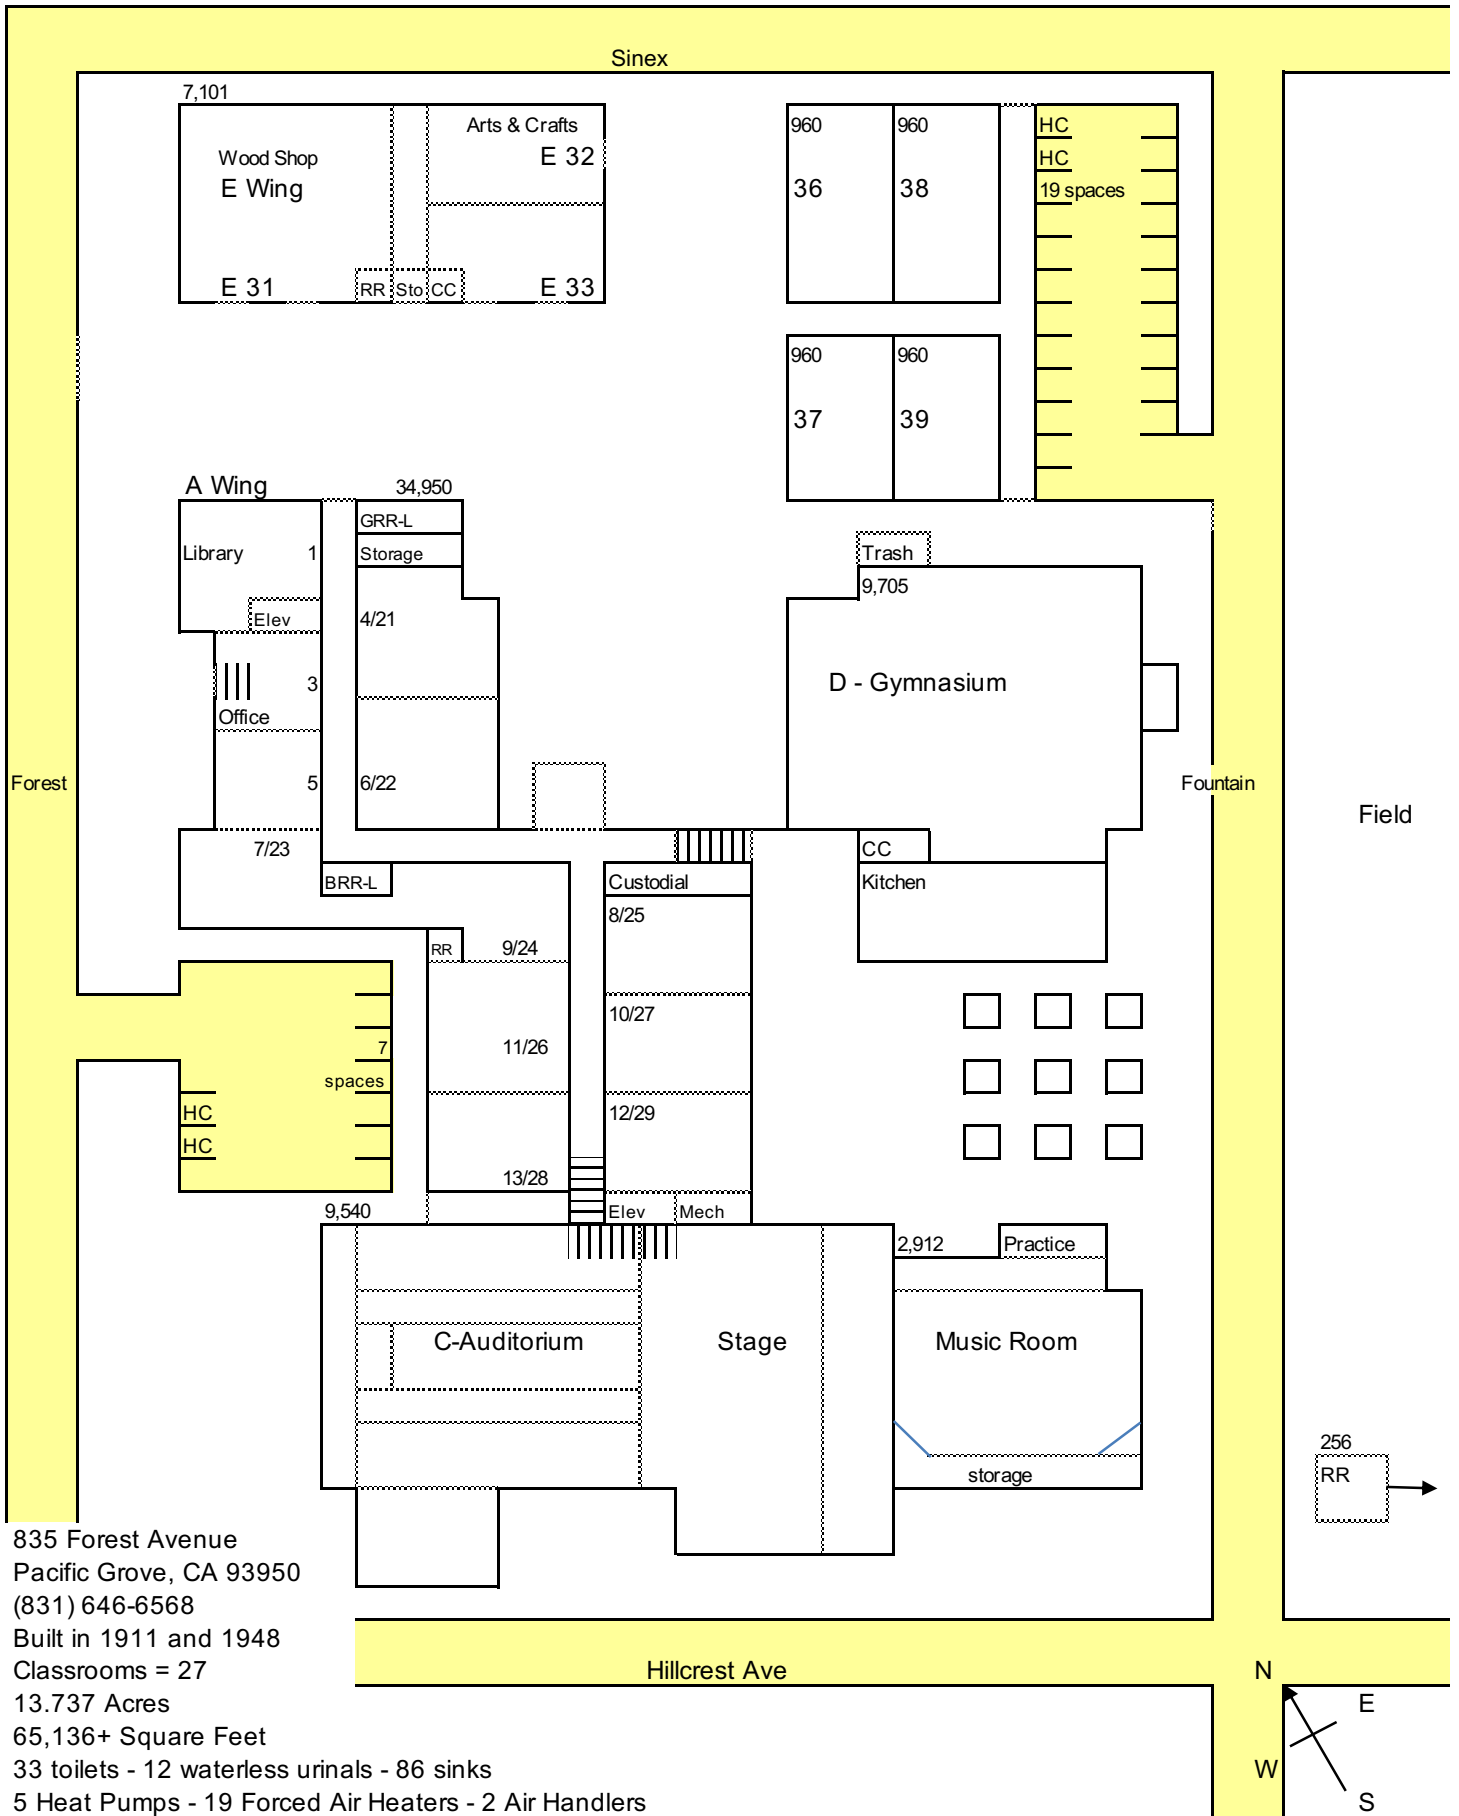 Sinex
7,101
Arts & Crafts
960
960
HC
Wood Shop
E 32
HC
E Wing
36
38
19 spaces
E 31
RR
Sto
CC
E 33
960
960
37
39
A Wing
34,950
GRR-L
Library
1
Storage
Trash
9,705
Elev
4/21
3
D - Gymnasium
Office
Forest
5
6/22
Fountain
Field
7/23
CC
BRR-L
Custodial
Kitchen
8/25
RR
9/24
10/27
7
11/26
spaces
HC
12/29
HC
13/28
9,540
Elev
Mech
2,912
Practice
C-Auditorium
Stage
Music Room
256
storage
RR
835 Forest Avenue
Pacific Grove, CA 93950
(831) 646-6568
Built in 1911 and 1948
Classrooms = 27
Hillcrest Ave
N
13.737 Acres
E
65,136+ Square Feet
33 toilets - 12 waterless urinals - 86 sinks
W
5 Heat Pumps - 19 Forced Air Heaters - 2 Air Handlers
S